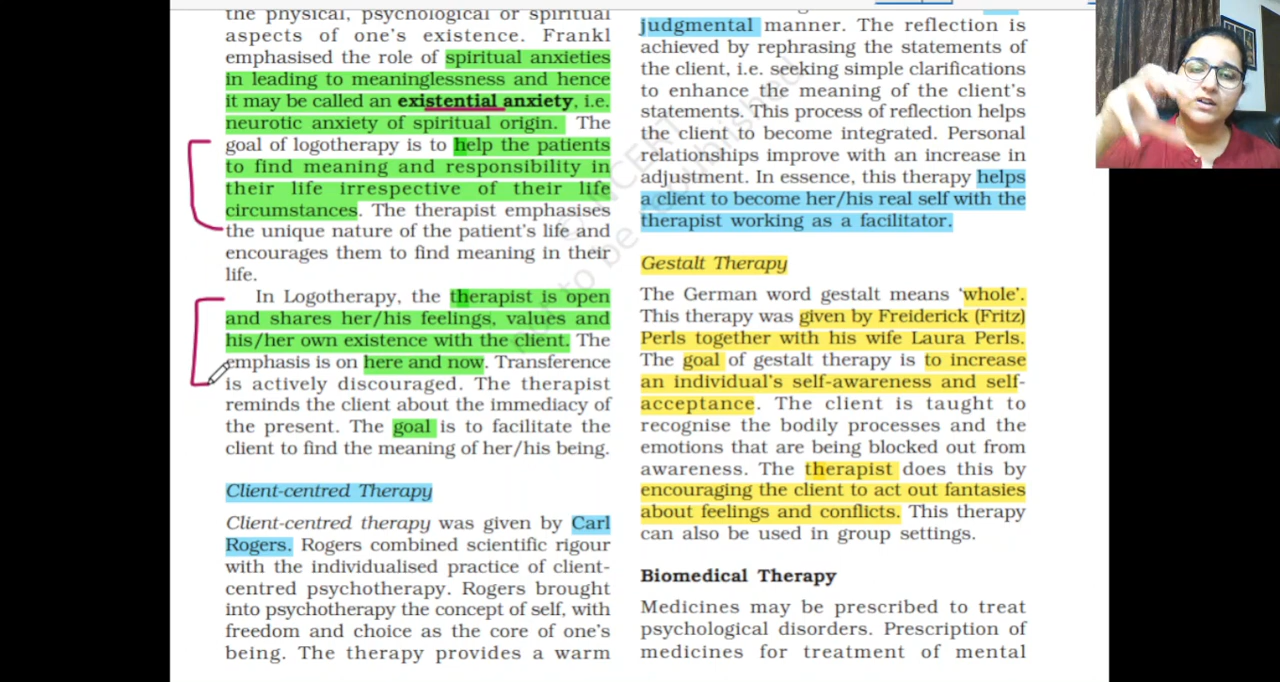 the physical, psychological or spiritual
aspects of one's existence. Frankl
emphasised the role of spiritual anxieties
in leading to meaninglessness and hence
it may be called an existential anxiety, i.e.
neurotic anxiety of spiritual origin. The
goal of logotherapy is to help the patients
to find meaning and responsibility in
their life irrespective of their life
circumstances. The therapist emphasises
the unique nature of the patient's life and
encourages them to find meaning in their
life.
In Logotherapy, the therapist is open
and shares her/his feelings, values and
his/her own existence with the client. The
emphasis is on here and now. Transference
is actively discouraged. The therapist
reminds the client about the immediacy of
the present. The goal is to facilitate the
client to find the meaning of her/his being.
Client-centred Therapy
Client-centred therapy was given by Carl
Rogers. Rogers combined scientific rigour
with the individualised practice of client-
centred psychotherapy. Rogers brought
into psychotherapy the concept of self, with
freedom and choice as the core of one's
being. The therapy provides a warm
judgmental manner. The reflection is
achieved by rephrasing the statements of
the client, i.e. seeking simple clarifications
to enhance the meaning of the client's
statements. This process of reflection helps
the client to become integrated. Personal
relationships improve with an increase in
adjustment. In essence, this therapy helps
a client to become her/his real self with the
therapist working as a facilitator.
Gestalt Therapy
The German word gestalt means ‘whole’.
This therapy was given by Freiderick (Fritz)
Perls together with his wife Laura Perls.
The goal of gestalt therapy is to increase
an individual's self-awareness and self-
acceptance. The client is taught to
recognise the bodily processes and the
emotions that are being blocked out from
awareness. The therapist does this by
encouraging the client to act out fantasies
about feelings and conflicts. This therapy
can also be used in group settings.
Biomedical Therapy
Medicines may be prescribed to treat
psychological disorders. Prescription of
medicines for treatment of mental